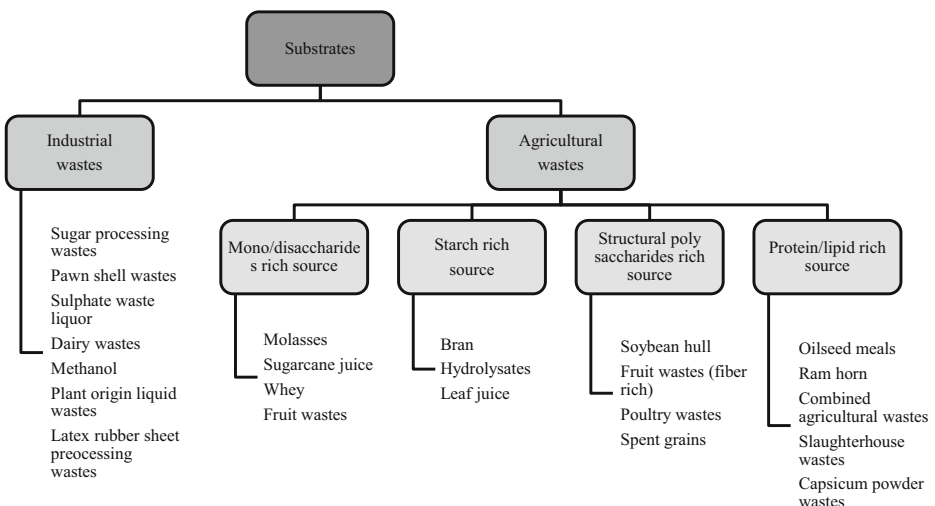 Substrates
Industrial
wastes
Agricultural
wastes
Sugar processing
wastes
Pawn shell wastes
Sulphate waste
liquor
Dairy wastes
Methanol
Plant origin liquid
wastes
Latex rubber sheet
preocessing
wastes
Mono/disaccharide
s rich source
Molasses
Sugarcane juice
Whey
Fruit wastes
Starch rich
source
Bran
Hydrolysates
Leaf juice
Structural poly
saccharides rich
source
Soybean hull
Fruit wastes (fiber
rich)
Poultry wastes
Spent grains
Protein/lipid rich
source
Oilseed meals
Ram horn
Combined
agricultural wastes
Slaughterhouse
wastes
Capsicum powder
wastes